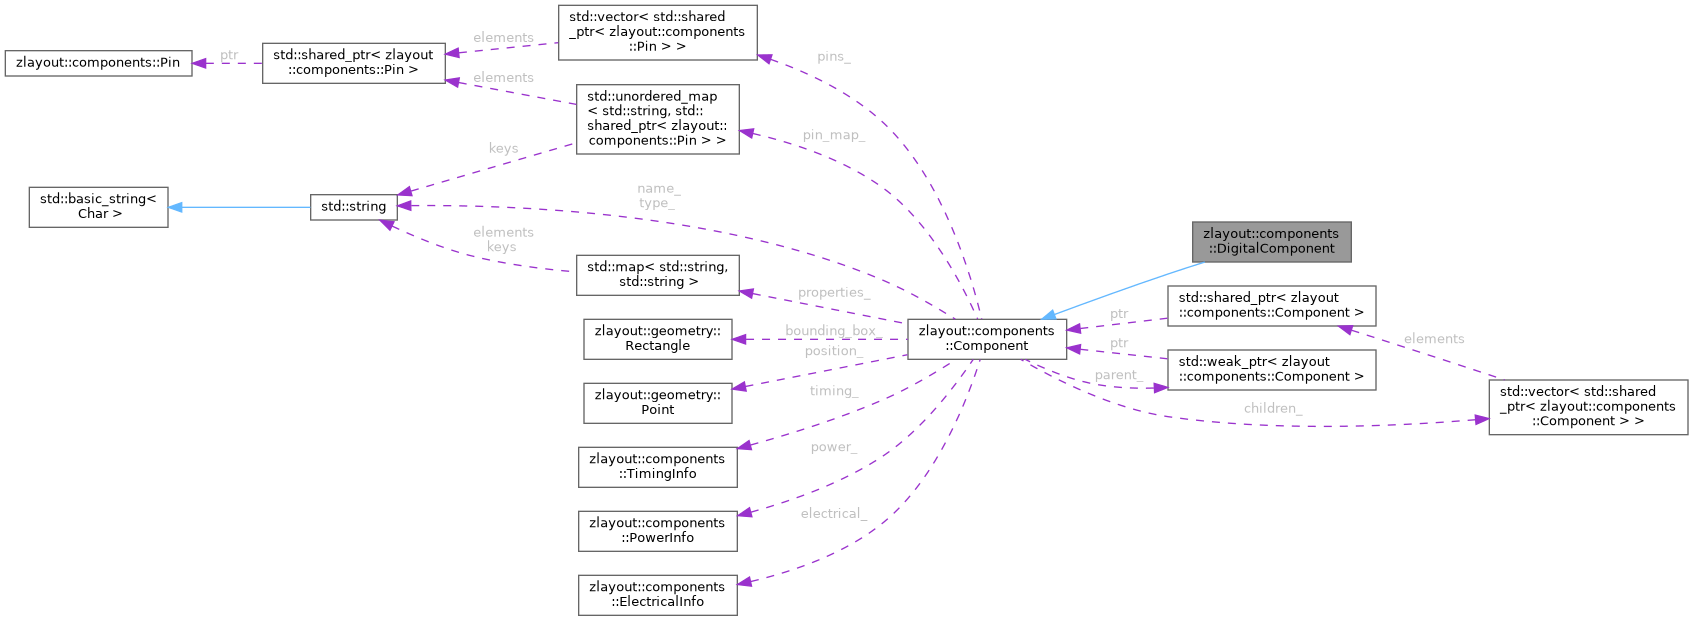 std::vector< std::shared
_ptr< zlayout::components
::Pin > >
elements
pins_
zlayout::components::Pin
ptr
std::shared_ptr< zlayout
::components::Pin >
elements
std::unordered_map
< std::string, std::
shared_ptr< zlayout::
components::Pin > >
pin_map_
keys
std::basic_string<
Char >
std::string
name_
type_
elements
keys
std::map< std::string,
std::string >
properties_
zlayout::components
::DigitalComponent
zlayout::geometry::
Rectangle
bounding_box_
position_
zlayout::components
::Component
ptr
std::shared_ptr< zlayout
::components::Component >
ptr
std::weak_ptr< zlayout
::components::Component >
elements
parent_
children_
std::vector< std::shared
_ptr< zlayout::components
::Component > >
zlayout::geometry::
Point
timing_
zlayout::components
::TimingInfo
power_
zlayout::components
::PowerInfo
electrical_
zlayout::components
::ElectricalInfo